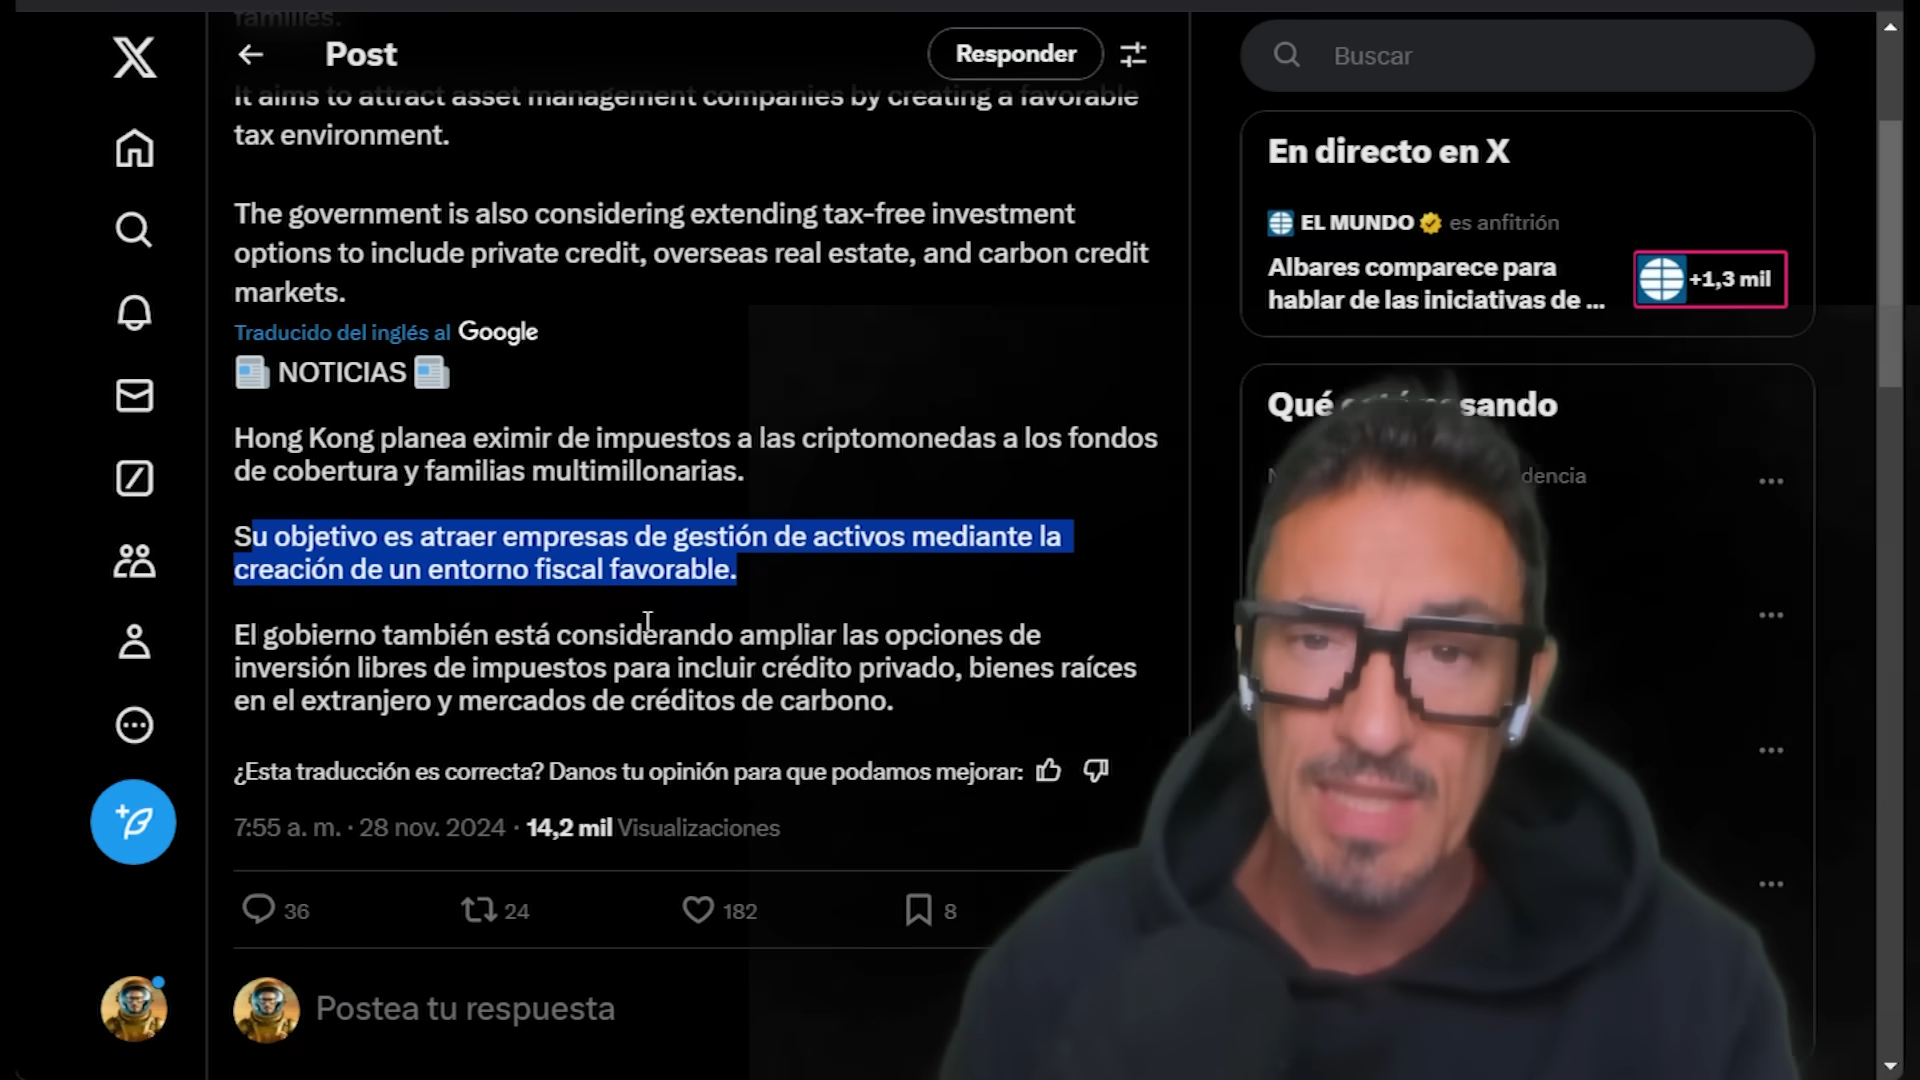 families.
Post
Responder
It aims to attract asset management companies by creating a favorable
tax environment.
The government is also considering extending tax-free investment
options to include private credit, overseas real estate, and carbon credit
markets.
Traducido del inglés al Google
NOTICIAS
Hong Kong planea eximir de impuestos a las criptomonedas a los fondos
de cobertura y familias multimillonarias.
Su objetivo es atraer empresas de gestión de activos mediante la
creación de un entorno fiscal favorable.
El gobierno también está considerando ampliar las opciones de
inversión libres de impuestos para incluir crédito privado, bienes raíces
en el extranjero y mercados de créditos de carbono.
¿Esta traducción es correcta? Danos tu opinión para que podamos mejorar:
7:55 a. m. · 28 nov. 2024 · 14,2 mil Visualizaciones
36
24
182
8
Postea tu respuesta
Buscar
En directo en X
EL MUNDO es anfitrión
Albares comparece para
hablar de las iniciativas de ...
+1,3 mil
Qué
sando
dencia